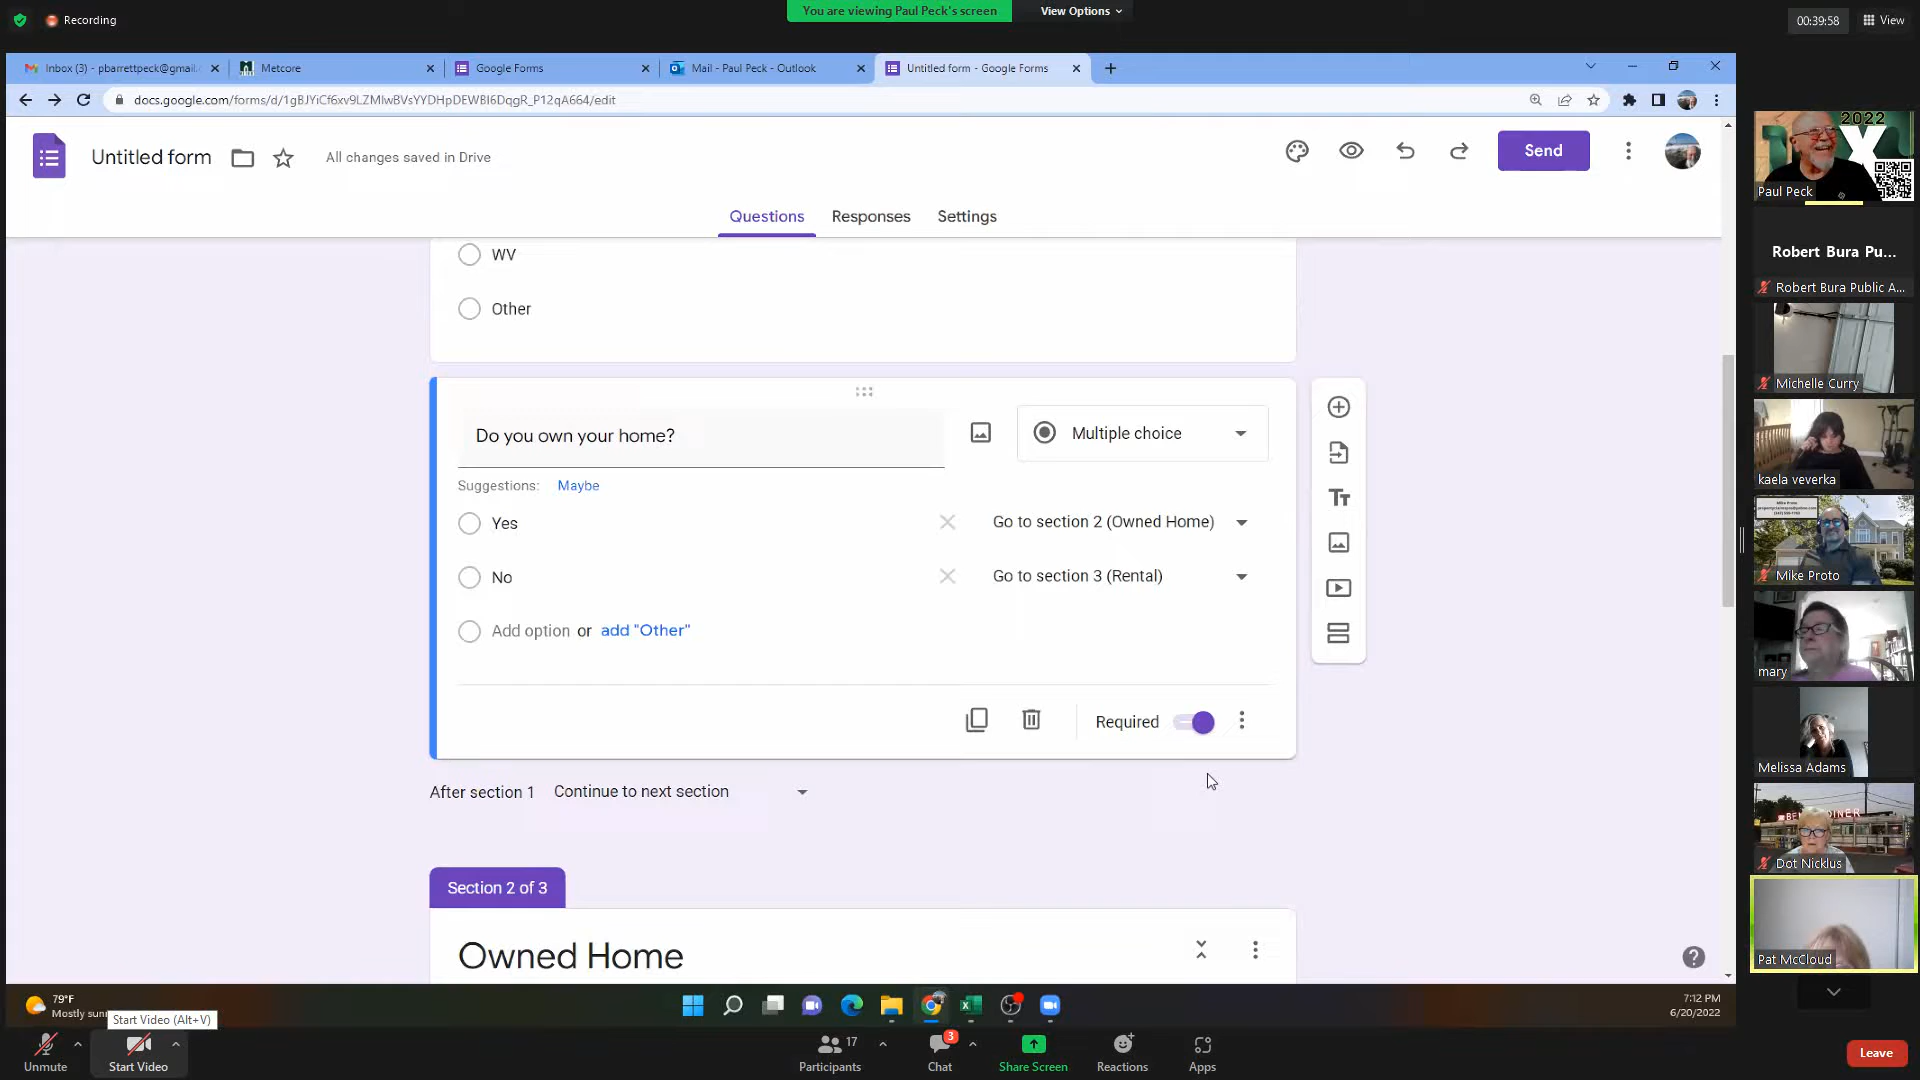 Recording
You are viewing Paul Peck's screen
View Options
00:39:58
View
Inbox (3) - pbarrettpeck@gmail.
Metcore
Google Forms
Mail - Paul Peck - Outlook
Untitled form - Google Forms
docs.google.com/forms/d/1gBJYiCf6xv9LZMlwBVsYYDHpDEWBI6DqgR_P12qA664/edit
Untitled form
All changes saved in Drive
Send
Questions
Responses
Settings
WV
Other
Do you own your home?
Multiple choice
Suggestions: Maybe
Yes
Go to section 2 (Owned Home)
No
Go to section 3 (Rental)
Add option or add "Other"
Required
After section 1 Continue to next section
Section 2 of 3
Owned Home
2022
Paul Peck
Robert Bura Pu...
Robert Bura Public A...
Michelle Curry
kaela veverka
Mike Proto
mary
Melissa Adams
DINER
Dot Nicklus
Pat McCloud
79°F
Mostly sunn
Start Video (Alt+V)
7:12 PM
6/20/2022
Unmute
Start Video
17
Participants
3
Chat
Share Screen
Reactions
Apps
Leave